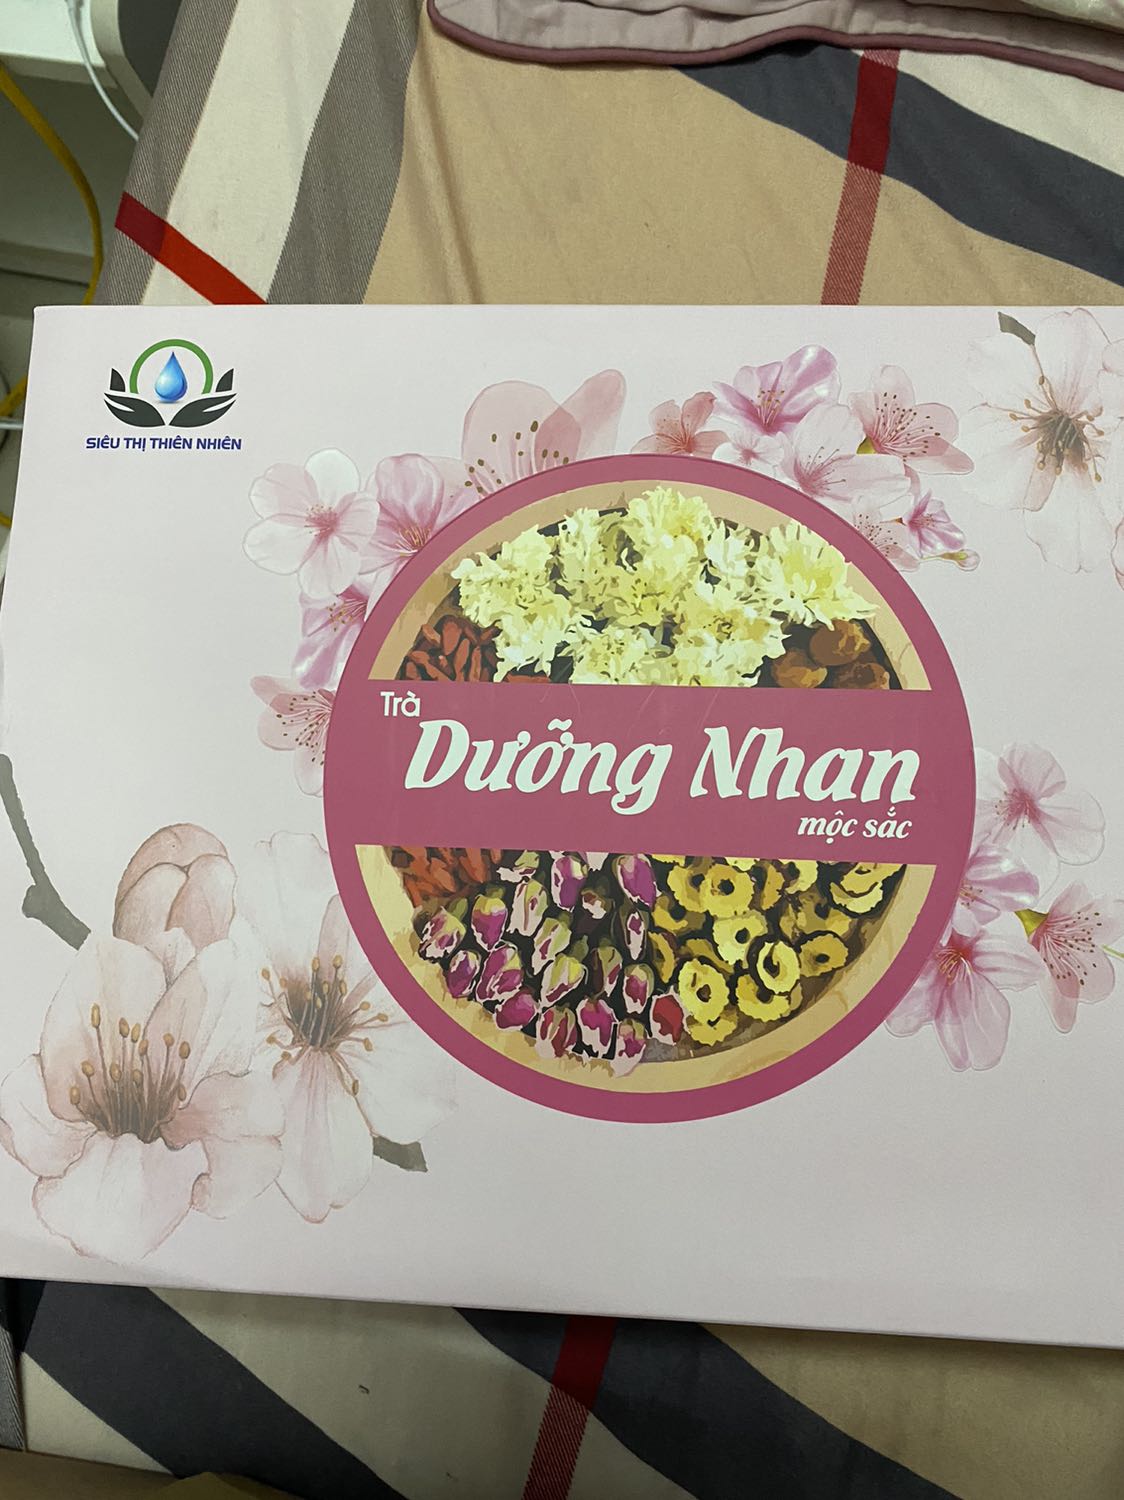 SIÊU THỊ THIÊN NHIÊN
Trà
Dưỡng Nhan
mộc sắc